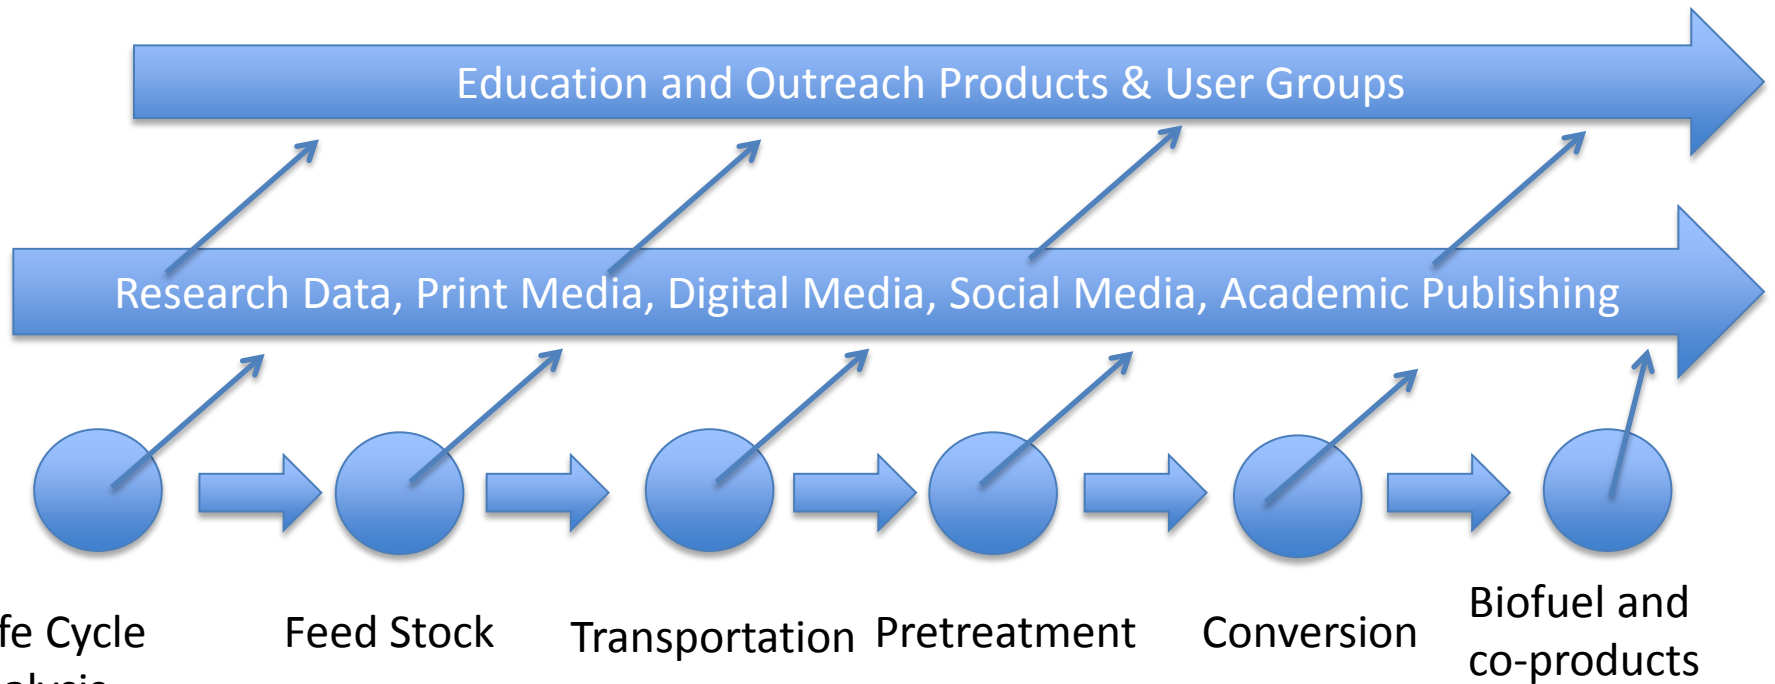 Education and Outreach Products & User Groups
Research Data, Print Media, Digital Media, Social Media, Academic Publishing
Cycle
Feed Stock
Transportation
Pretreatment
Conversion
Biofuel and
co-products